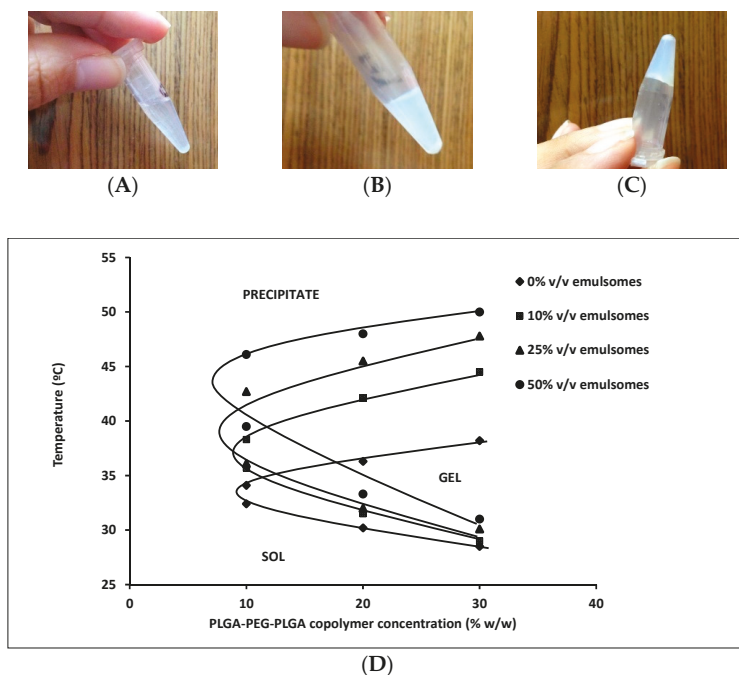 (A)
(B)
(C)
55
50
45
40
35
30
25
0
10
20
30
40
Temperature (ºC)
PLGA-PEG-PLGA copolymer concentration (% w/w)
PRECIPITATE
GEL
SOL
0% v/v emulsomes
10% v/v emulsomes
25% v/v emulsomes
50% v/v emulsomes
(D)